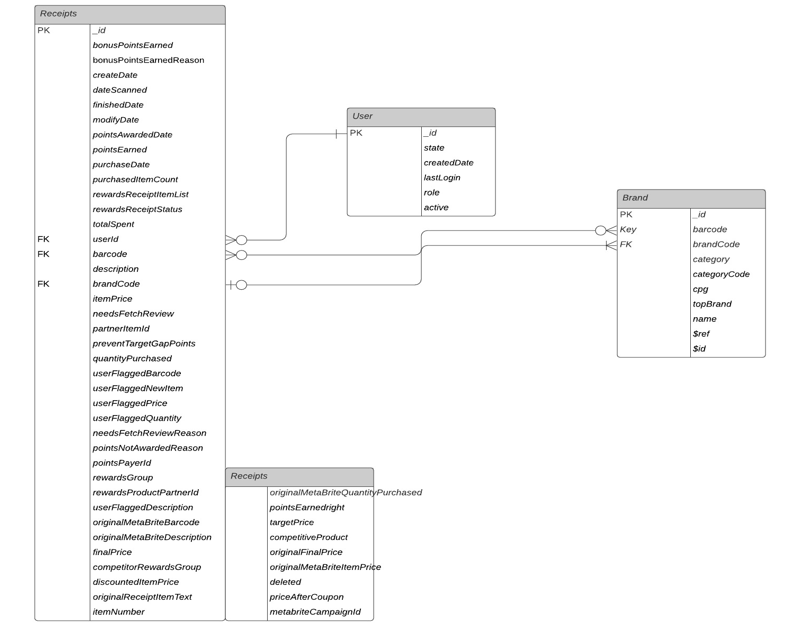 Receipts
PK _id
bonusPointsEarned
bonusPointsEarnedReason
createDate
dateScanned
finishedDate
modifyDate
pointsAwardedDate
pointsEarned
purchaseDate
purchasedItemCount
rewardsReceiptItemList
rewardsReceiptStatus
totalSpent
FK userId
FK barcode
description
FK brandCode
itemPrice
needsFetchReview
partnerItemId
preventTargetGapPoints
quantityPurchased
userFlaggedBarcode
userFlaggedNewItem
userFlaggedPrice
userFlaggedQuantity
needsFetchReviewReason
pointsNotAwardedReason
pointsPayerId
rewardsGroup
rewardsProductPartnerId
userFlaggedDescription
originalMetaBriteBarcode
originalMetaBriteDescription
finalPrice
competitorRewardsGroup
discountedItemPrice
originalReceiptItemText
itemNumber
Receipts
originalMetaBriteQuantityPurchased
pointsEarnedright
targetPrice
competitiveProduct
originalFinalPrice
originalMetaBriteItemPrice
deleted
priceAfterCoupon
metabriteCampaignId
User
PK _id
state
createdDate
lastLogin
role
active
Brand
PK _id
Key barcode
FK brandCode
category
categoryCode
cpg
topBrand
name
$ref
$id